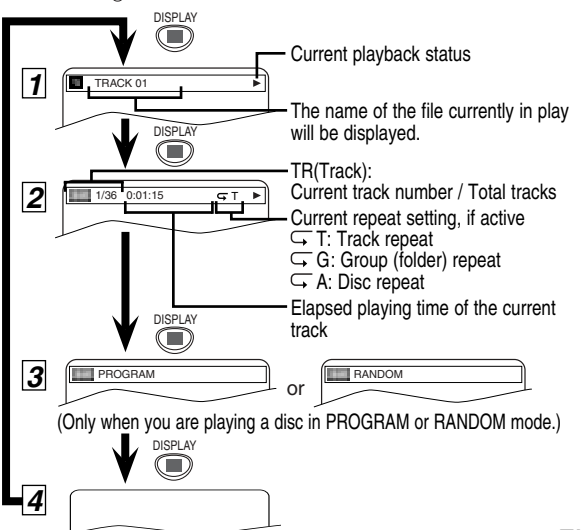 DISPLAY
1
TRACK 01
Current playback status
The name of the file currently in play
will be displayed.
DISPLAY
2
1/36 0:01:15 T
TR(Track):
Current track number / Total tracks
Current repeat setting, if active
T: Track repeat
G: Group (folder) repeat
A: Disc repeat
Elapsed playing time of the current
track
DISPLAY
3
PROGRAM
or
RANDOM
(Only when you are playing a disc in PROGRAM or RANDOM mode.)
DISPLAY
4